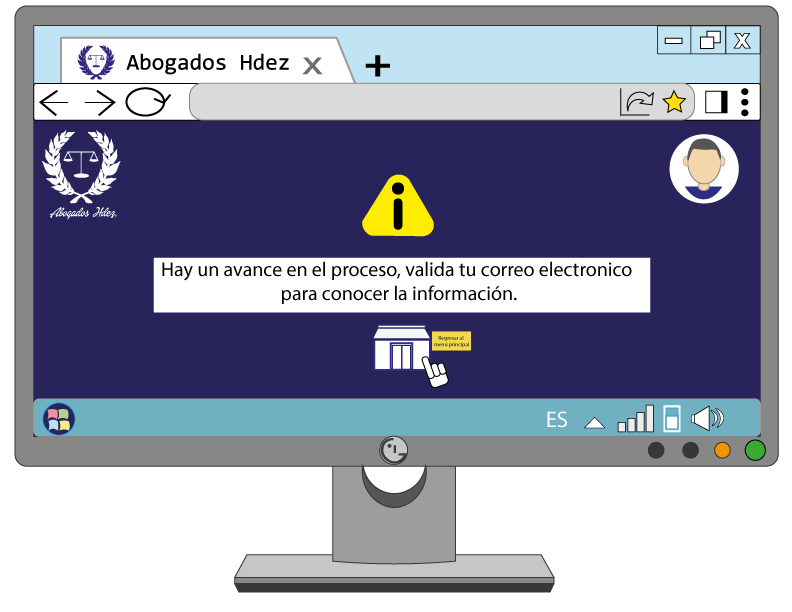 Abogados Hdez X
X
Abogados Hdez.
Hay un avance en el proceso, valida tu correo electronico
para conocer la información.
Regresar al
menú principal
ES